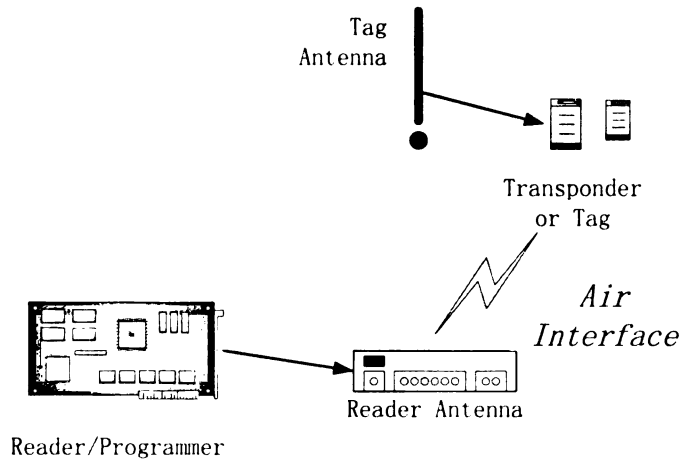 Tag
Antenna
Transponder
or Tag
Air
Interface
Reader Antenna
Reader/Programmer